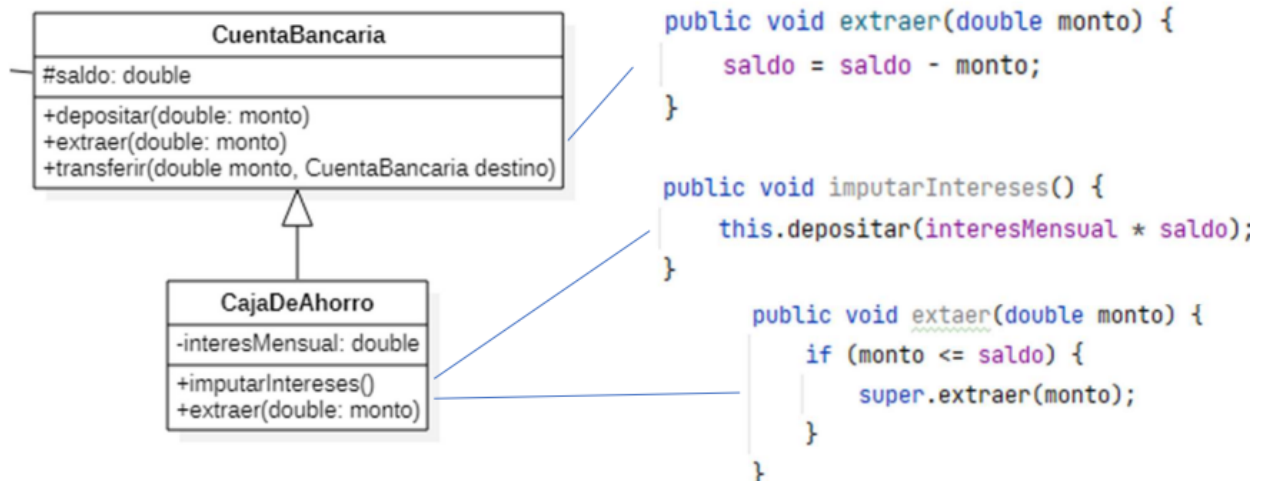 CuentaBancaria
#saldo: double
+depositar(double: monto)
+extraer(double: monto)
+transferir(double monto, CuentaBancaria destino)
CajaDeAhorro
-interesMensual: double
+imputarIntereses()
+extraer(double: monto)
public void extraer(double monto) {
saldo = saldo - monto;
}
public void imputarIntereses() {
this.depositar(interesMensual * saldo);
}
public void extaer(double monto) {
if (monto <= saldo) {
super.extraer(monto);
}
}